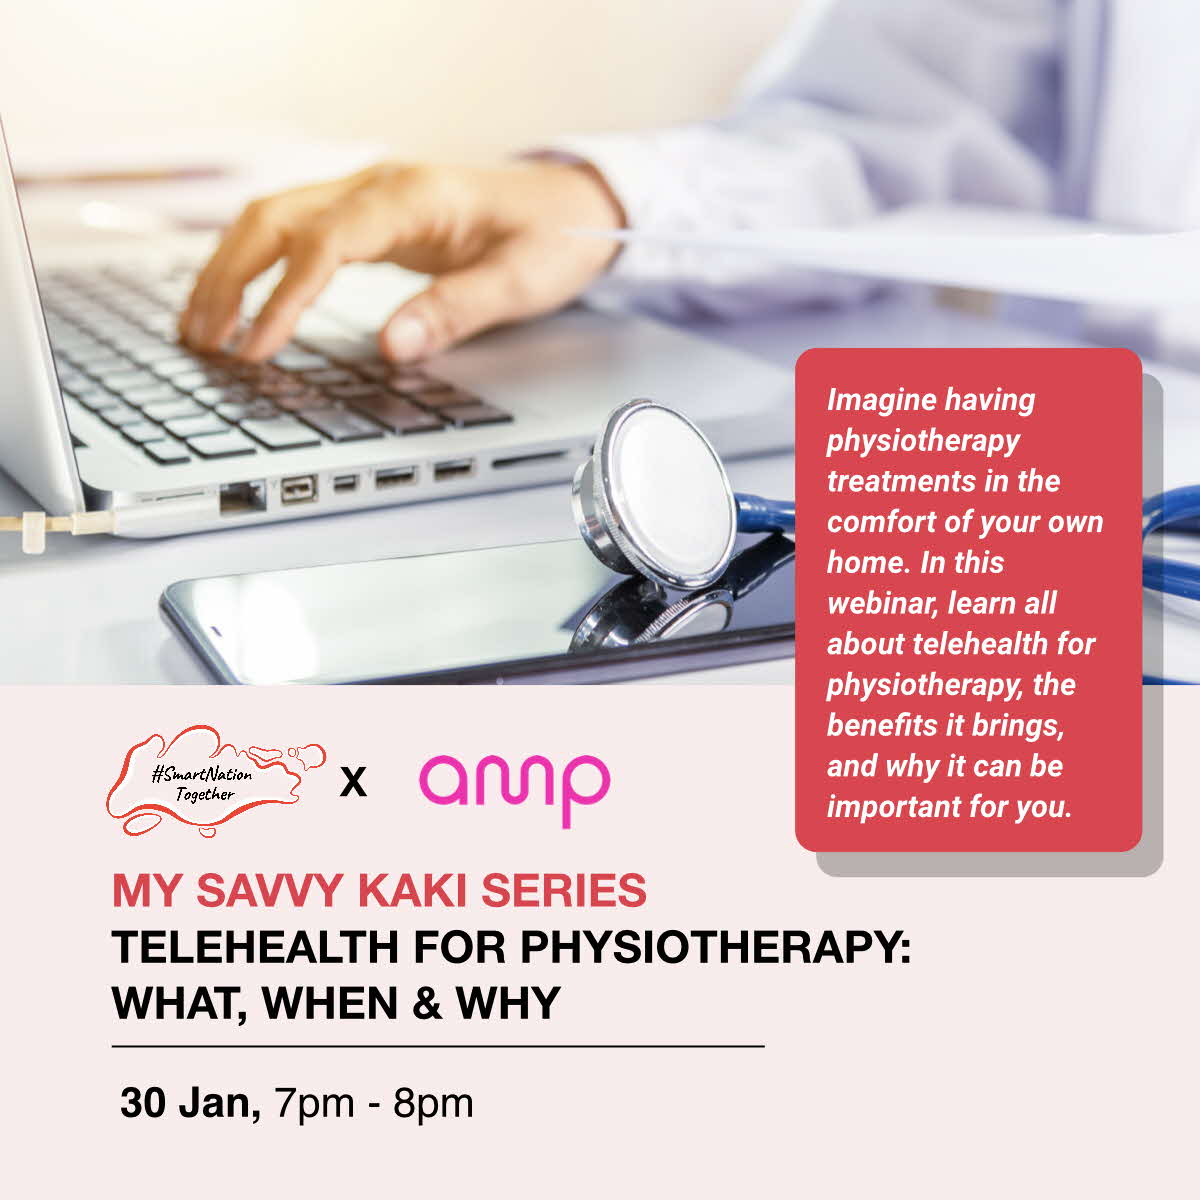 Imagine having
physiotherapy
treatments in the
comfort of your own
home. In this
webinar, learn all
about telehealth for
physiotherapy, the
benefits it brings,
and why it can be
important for you.
#SmartNation
Together
X
amp
MY SAVVY KAKI SERIES
TELEHEALTH FOR PHYSIOTHERAPY:
WHAT, WHEN & WHY
30 Jan, 7pm - 8pm